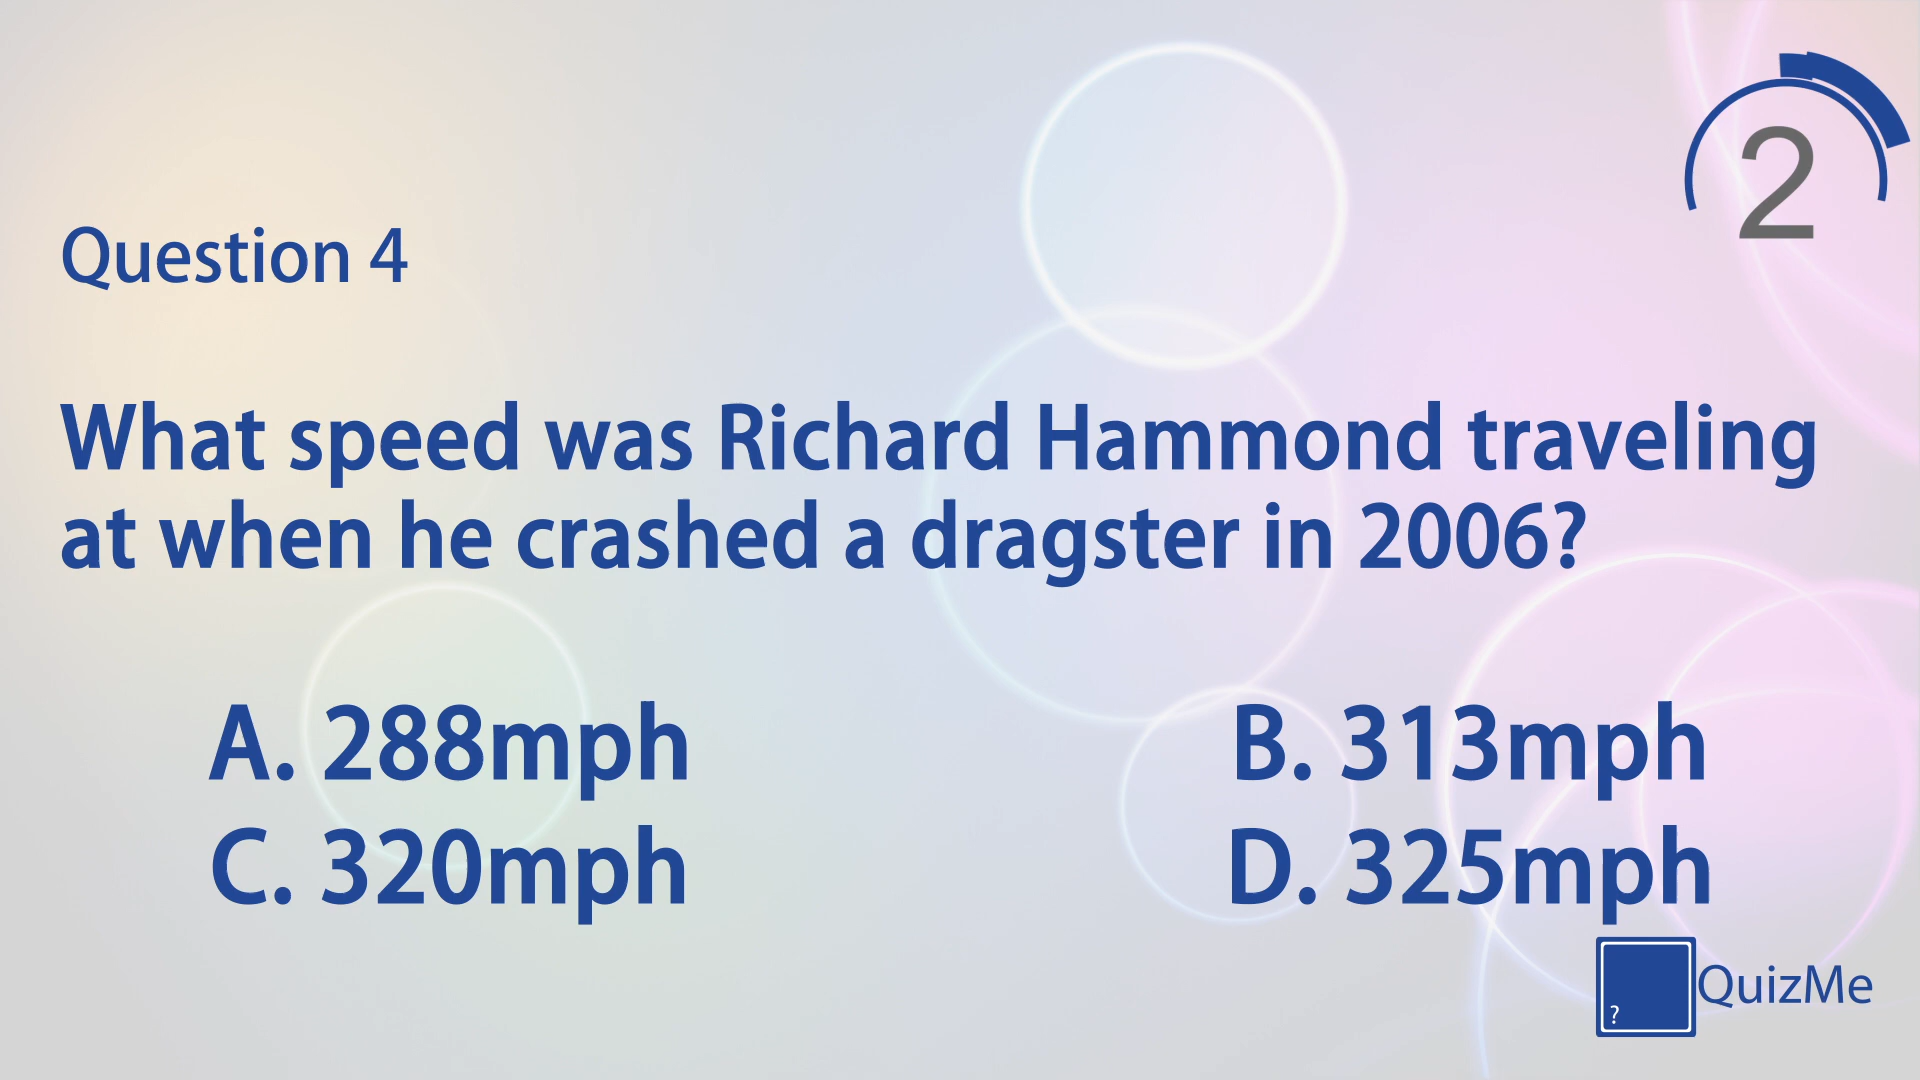 2
Question 4
What speed was Richard Hammond traveling
at when he crashed a dragster in 2006?
A. 288mph
B. 313mph
C. 320mph
D. 325mph
? QuizMe